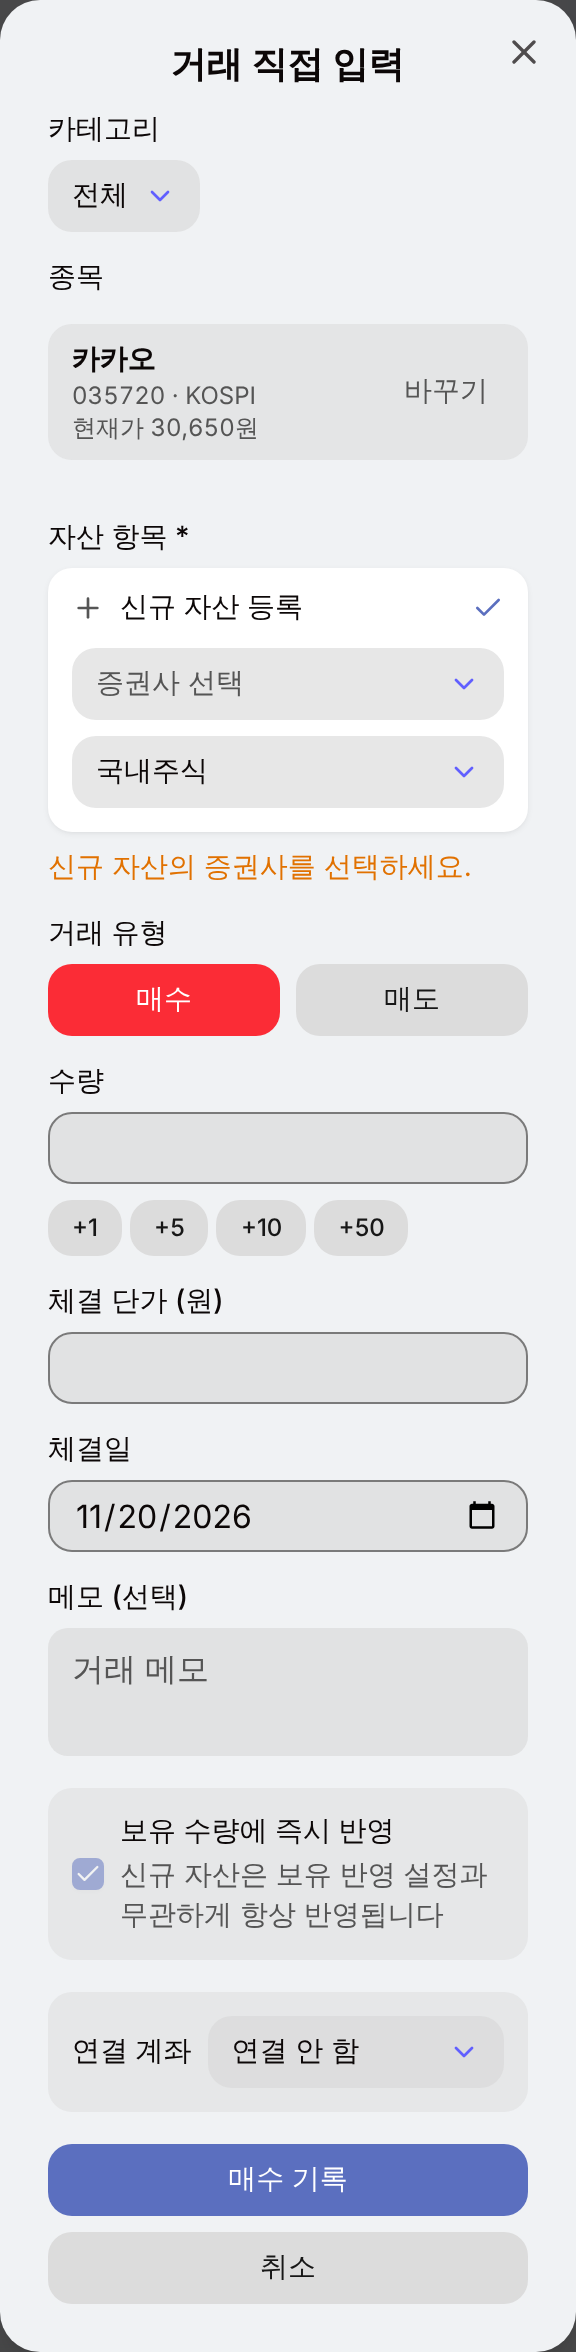 거래 직접 입력
카테고리
전체
종목
카카오
035720 · KOSPI
현재가 30,650원
바꾸기
자산 항목 *
신규 자산 등록
증권사 선택
국내주식
신규 자산의 증권사를 선택하세요.
거래 유형
매수 매도
수량
+1 +5 +10 +50
체결 단가 (원)
체결일
11/20/2026
메모 (선택)
거래 메모
보유 수량에 즉시 반영
신규 자산은 보유 반영 설정과
무관하게 항상 반영됩니다
연결 계좌 연결 안 함
매수 기록
취소